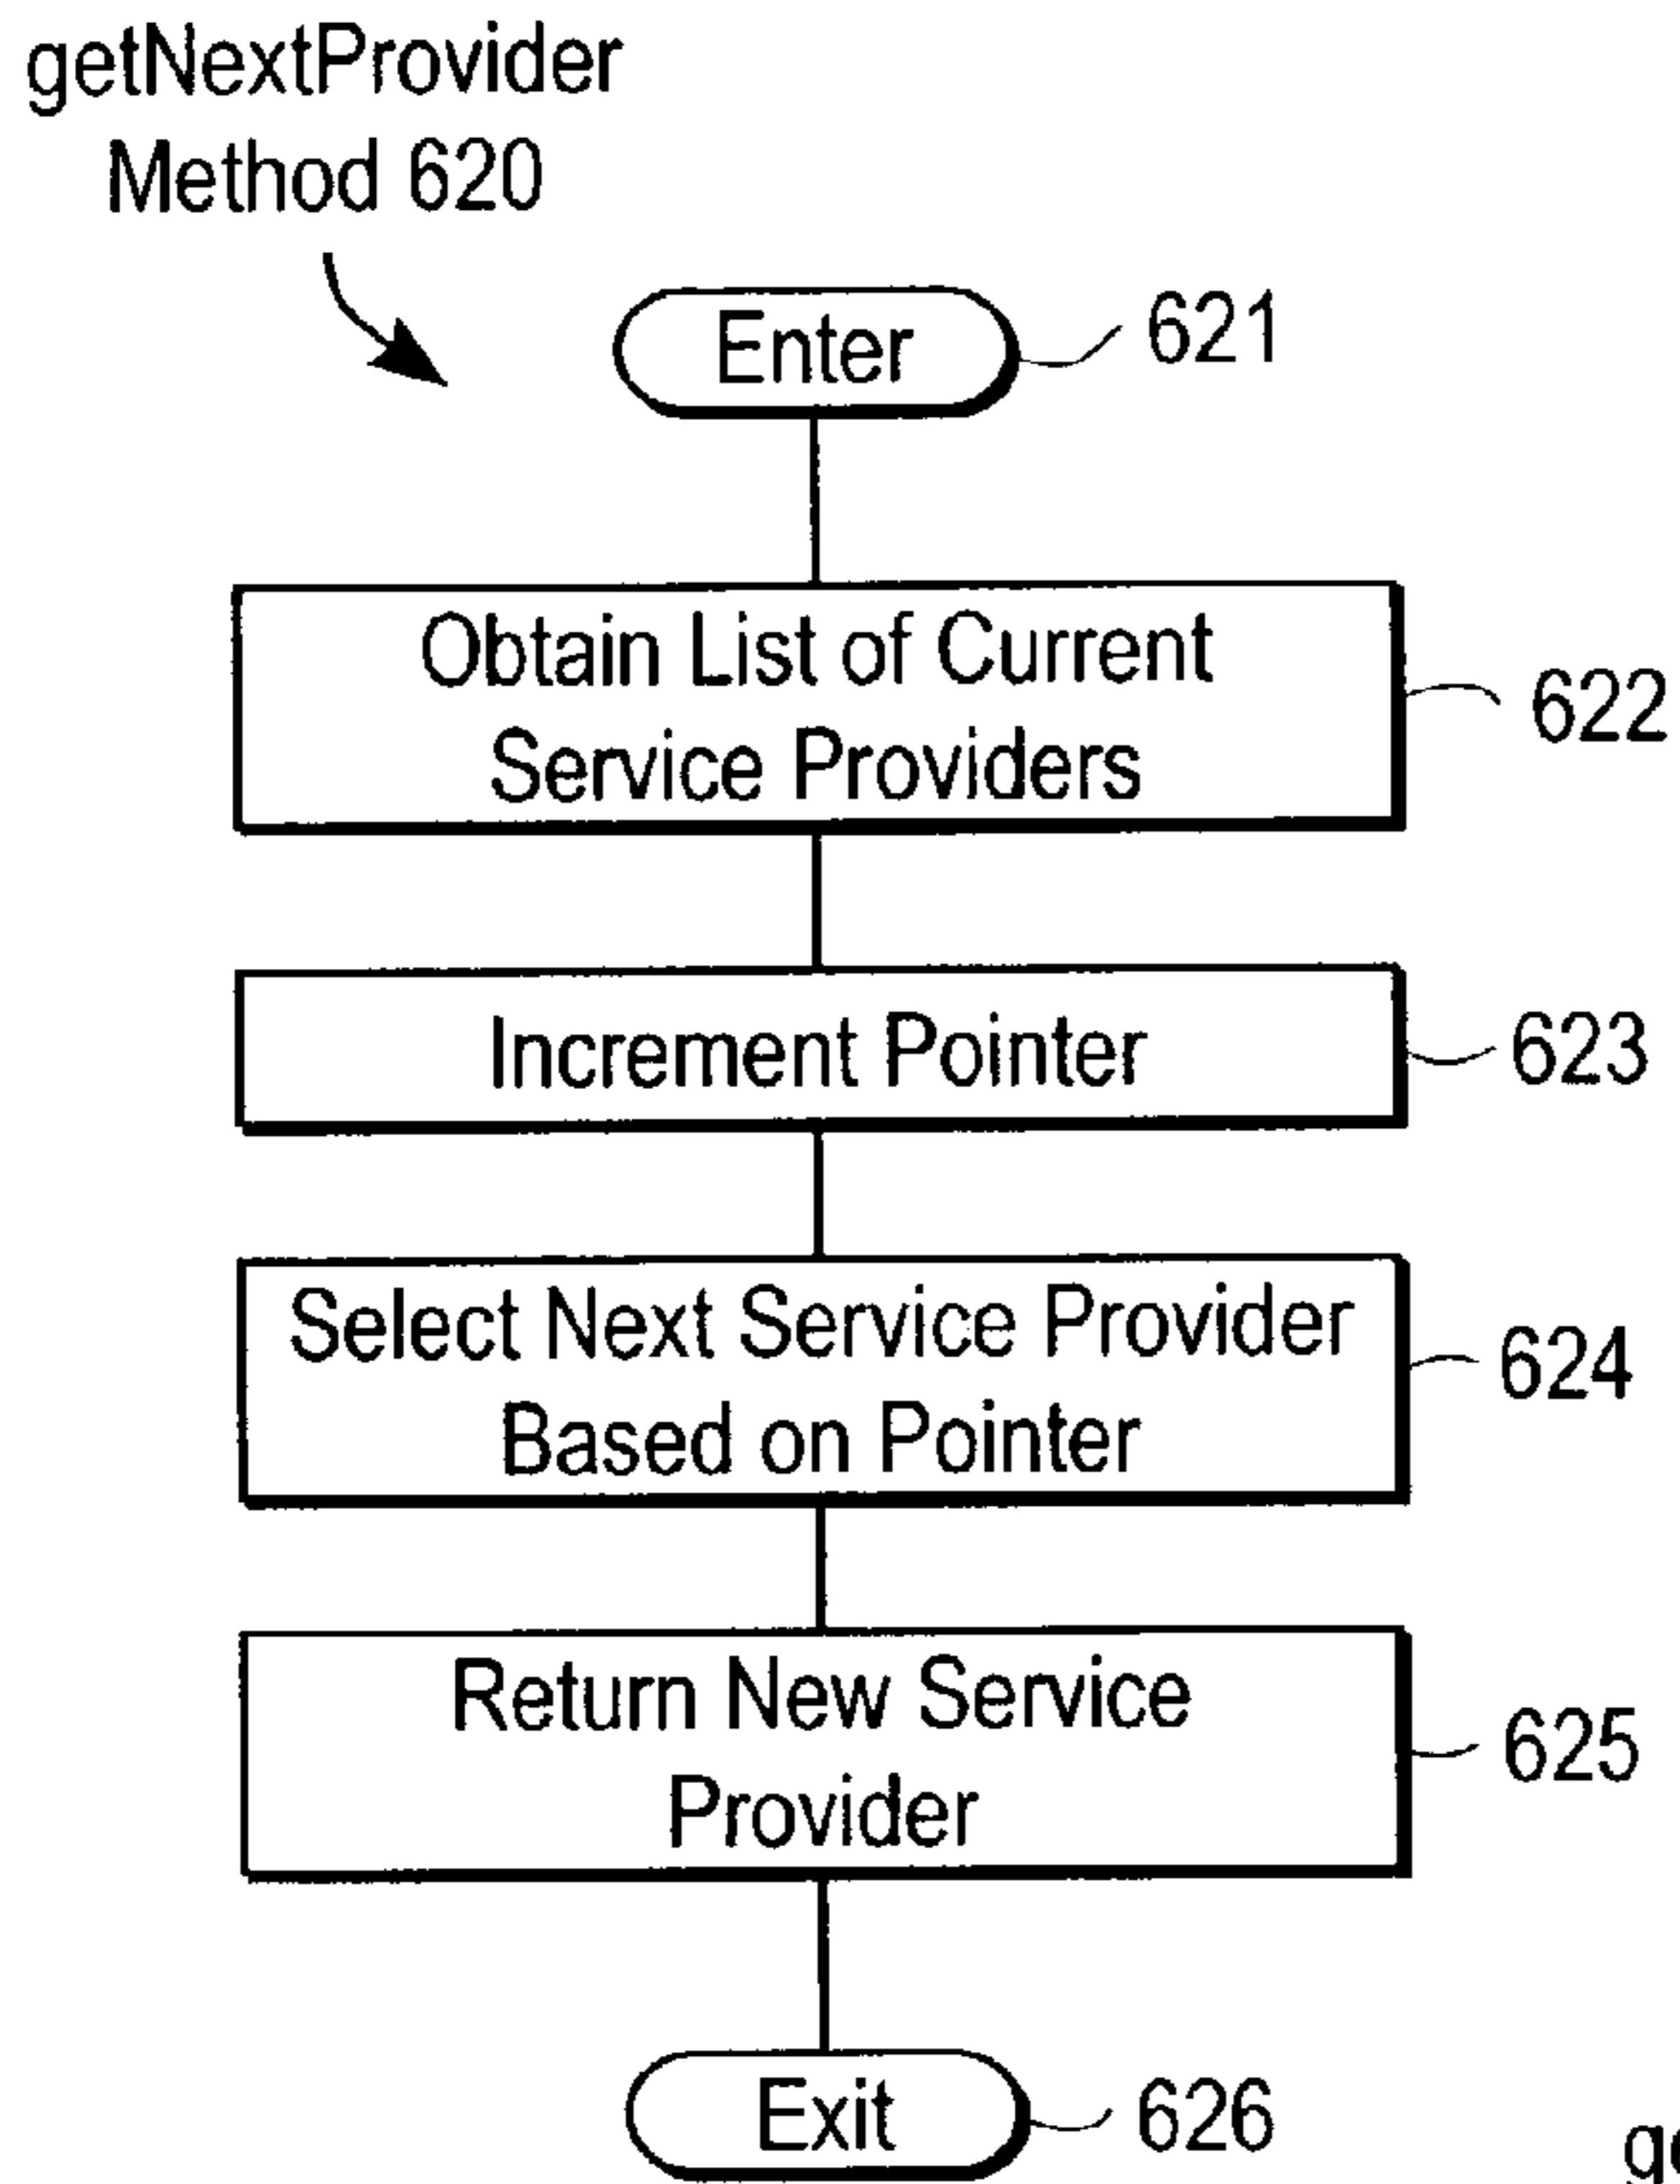 getNextProvider
Method 620
Enter
621
Obtain List of Current
Service Providers
622
Increment Pointer
623
Select Next Service Provider
Based on Pointer
624
Return New Service
Provider
625
Exit
626